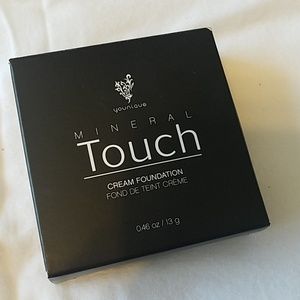 younique
MINERAL
Touch
CREAM FOUNDATION
FOND DE TEINT CRÈME
0.46 oz / 13 g